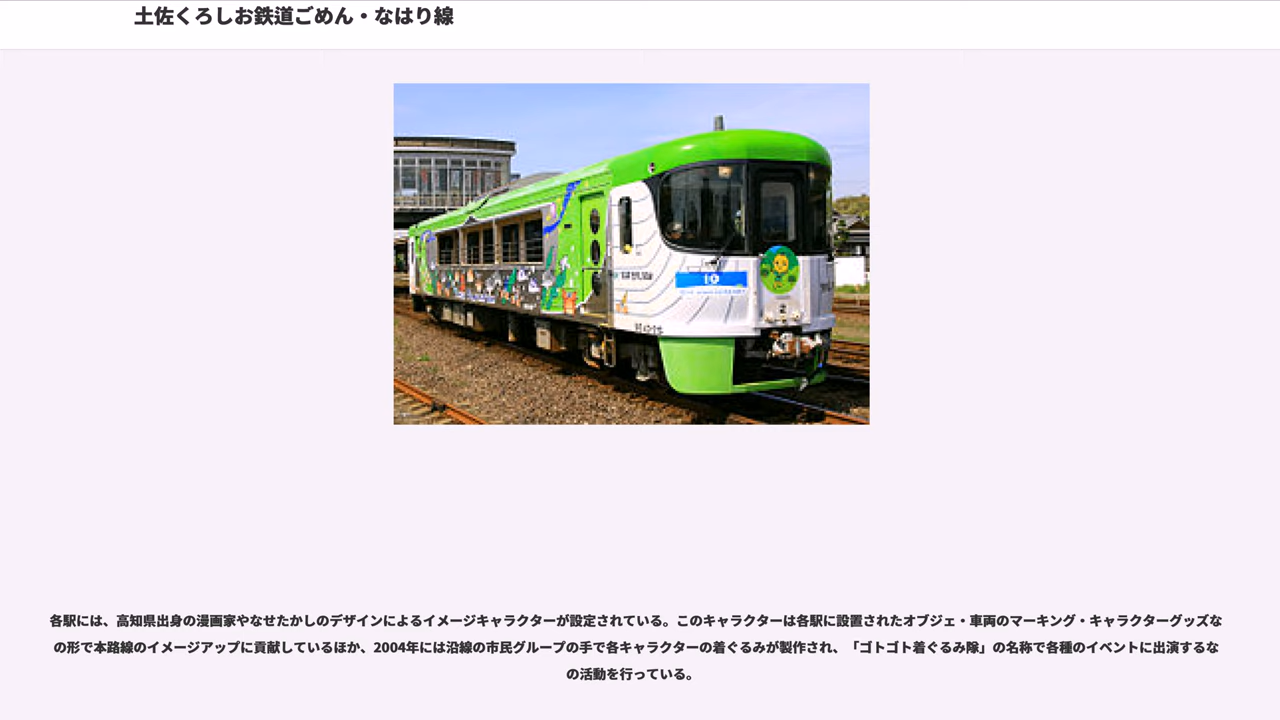 土佐くろしお鉄道ごめん・なはり線
10
各駅には、高知県出身の漫画家やなせたかしのデザインによるイメージキャラクターが設定されている。このキャラクターは各駅に設置されたオブジェ・車両のマーキング・キャラクターグッズな
の形で本路線のイメージアップに貢献しているほか、2004年には沿線の市民グループの手で各キャラクターの着ぐるみが製作され、「ゴトゴト着ぐるみ隊」の名称で各種のイベントに出演するな
の活動を行っている。